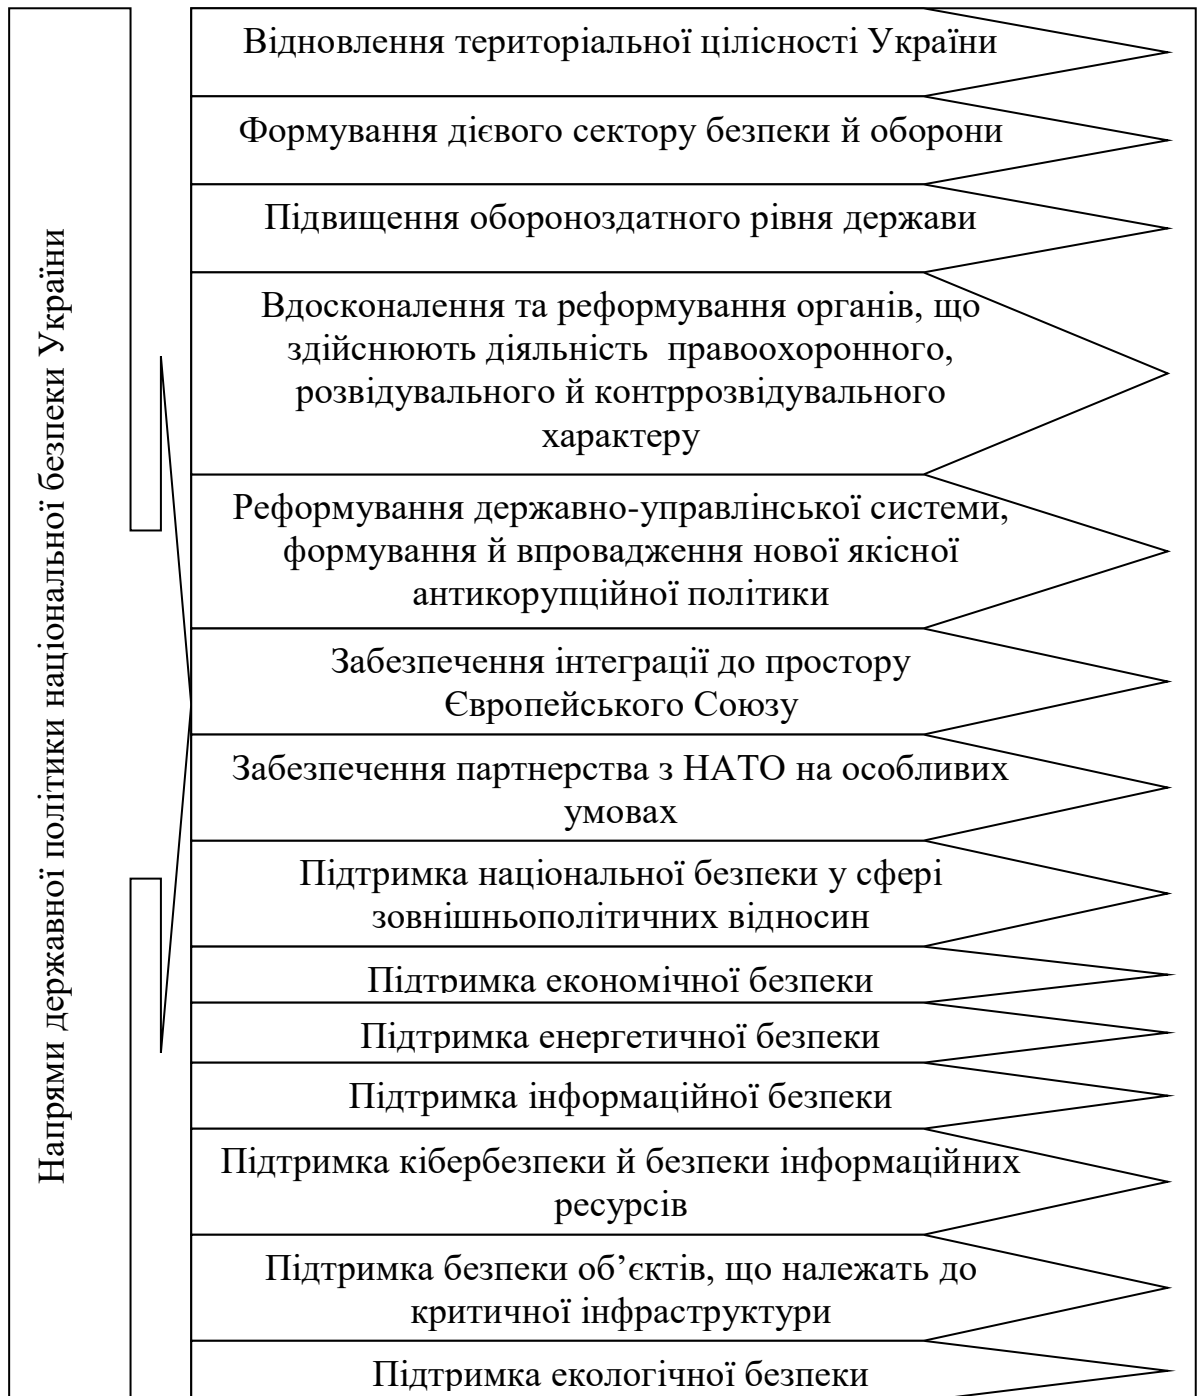 Напрями державної політики національної безпеки України
Відновлення територіальної цілісності України
Формування дієвого сектору безпеки й оборони
Підвищення обороноздатного рівня держави
Вдосконалення та реформування органів, що
здійснюють діяльність правоохоронного,
розвідувального й контррозвідувального
характеру
Реформування державно-управлінської системи,
формування й впровадження нової якісної
антикорупційної політики
Забезпечення інтеграції до простору
Європейського Союзу
Забезпечення партнерства з НАТО на особливих
умовах
Підтримка національної безпеки у сфері
зовнішньополітичних відносин
Підтримка економічної безпеки
Підтримка енергетичної безпеки
Підтримка інформаційної безпеки
Підтримка кібербезпеки й безпеки інформаційних
ресурсів
Підтримка безпеки об’єктів, що належать до
критичної інфраструктури
Підтримка екологічної безпеки